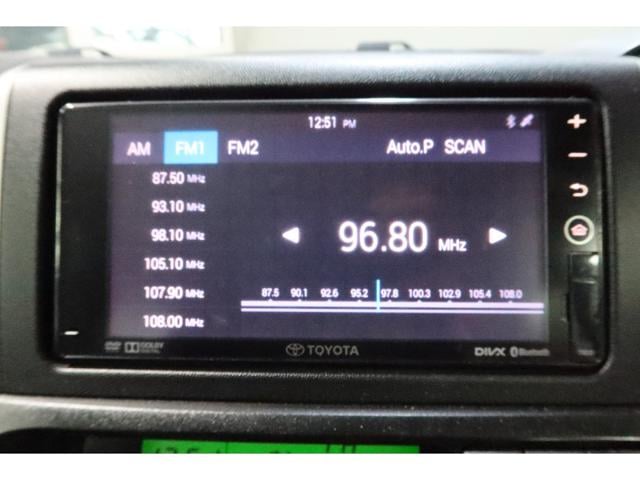 12:51 PM
AM FM1 FM2 Auto.P SCAN
87.50 MHz
93.10 MHz
98.10 MHz
105.10 MHz
107.90 MHz
108.00 MHz
96.80 MHz
87.5 90.1 92.6 95.2 97.8 100.3 102.9 105.4 108.0
DVD DOLBY DIGITAL TOYOTA DIVX Bluetooth